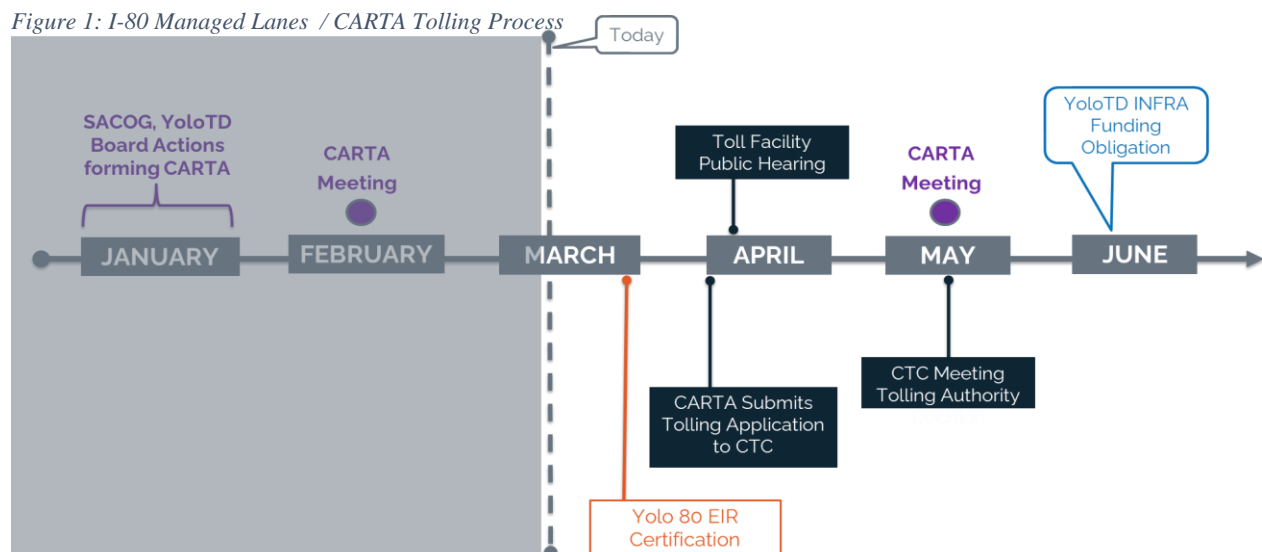 Figure 1: I-80 Managed Lanes / CARTA Tolling Process
Today
SACOG, YoloTD
Board Actions
forming CARTA
CARTA
Meeting
Toll Facility
Public Hearing
CARTA
Meeting
YoloTD INFRA
Funding
Obligation
JANUARY
FEBRUARY
MARCH
APRIL
MAY
JUNE
CARTA Submits
Tolling Application
to CTC
CTC Meeting
Tolling Authority
Yolo 80 EIR
Certification